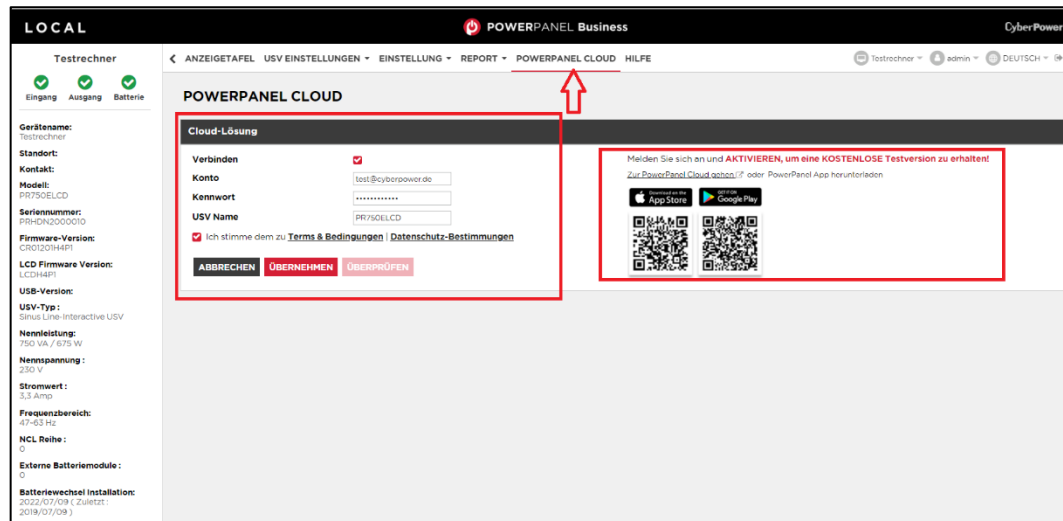 LOCAL
POWERPANEL Business
CyberPower
Testrechner
Eingang Ausgang Batterie
Gerätename:
Testrechner
Standort:
Kontakt:
Modell:
PR750ELCD
Seriennummer:
PRHDN2000010
Firmware-Version:
CR01201H4P1
LCD Firmware Version:
LCDH4P1
USB-Version:
USV-Typ :
Sinus Line-Interactive USV
Nennleistung:
750 VA / 675 W
Nennspannung :
230 V
Stromwert :
3,3 Amp
Frequenzbereich:
47-63 Hz
NCL Reihe :
0
Externe Batteriemodule :
0
Batteriewechsel Installation:
2022/07/09 ( Zuletzt :
2019/07/09 )
ANZEIGETAFEL USV EINSTELLUNGEN EINSTELLUNG REPORT POWERPANEL CLOUD HILFE
Testrechner admin DEUTSCH
POWERPANEL CLOUD
Cloud-Lösung
Verbinden
Konto test@cyberpower.de
Kennwort ••••••••••••
USV Name PR750ELCD
Ich stimme dem zu Terms & Bedingungen | Datenschutz-Bestimmungen
ABBRECHEN ÜBERNEHMEN ÜBERPRÜFEN
Melden Sie sich an und AKTIVIEREN, um eine KOSTENLOSE Testversion zu erhalten!
Zur PowerPanel Cloud gehen oder PowerPanel App herunterladen
Download on the
App Store
GET IT ON
Google Play